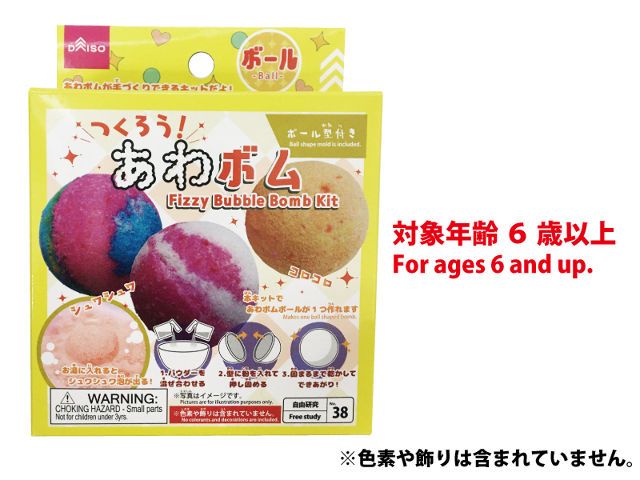 DAISO
ボール
-Ball-
あわボムが手づくりできるキットだよ!
つくろう!
ボール型付き
Ball shape mold is included.
あわボム
Fizzy Bubble Bomb Kit
対象年齢 6 歳以上
For ages 6 and up.
コロコロ
シュワシュワ
本キットで
あわボムボールが1つ作れます
Makes one ball shaped bomb.
お湯に入れると
シュワシュワ泡が出る!
1.パウダーを
混ぜ合わせる
2.型に粉を入れて
押し固める
3.固まるまで乾かして
できあがり!
WARNING:
CHOKING HAZARD - Small parts
Not for children under 3yrs.
※写真はイメージです。
Pictures are for illustration purposes only.
※色素や飾りは含まれていません。
No colorants and decorations are included.
自由研究
Free study
No.
38
※色素や飾りは含まれていません。